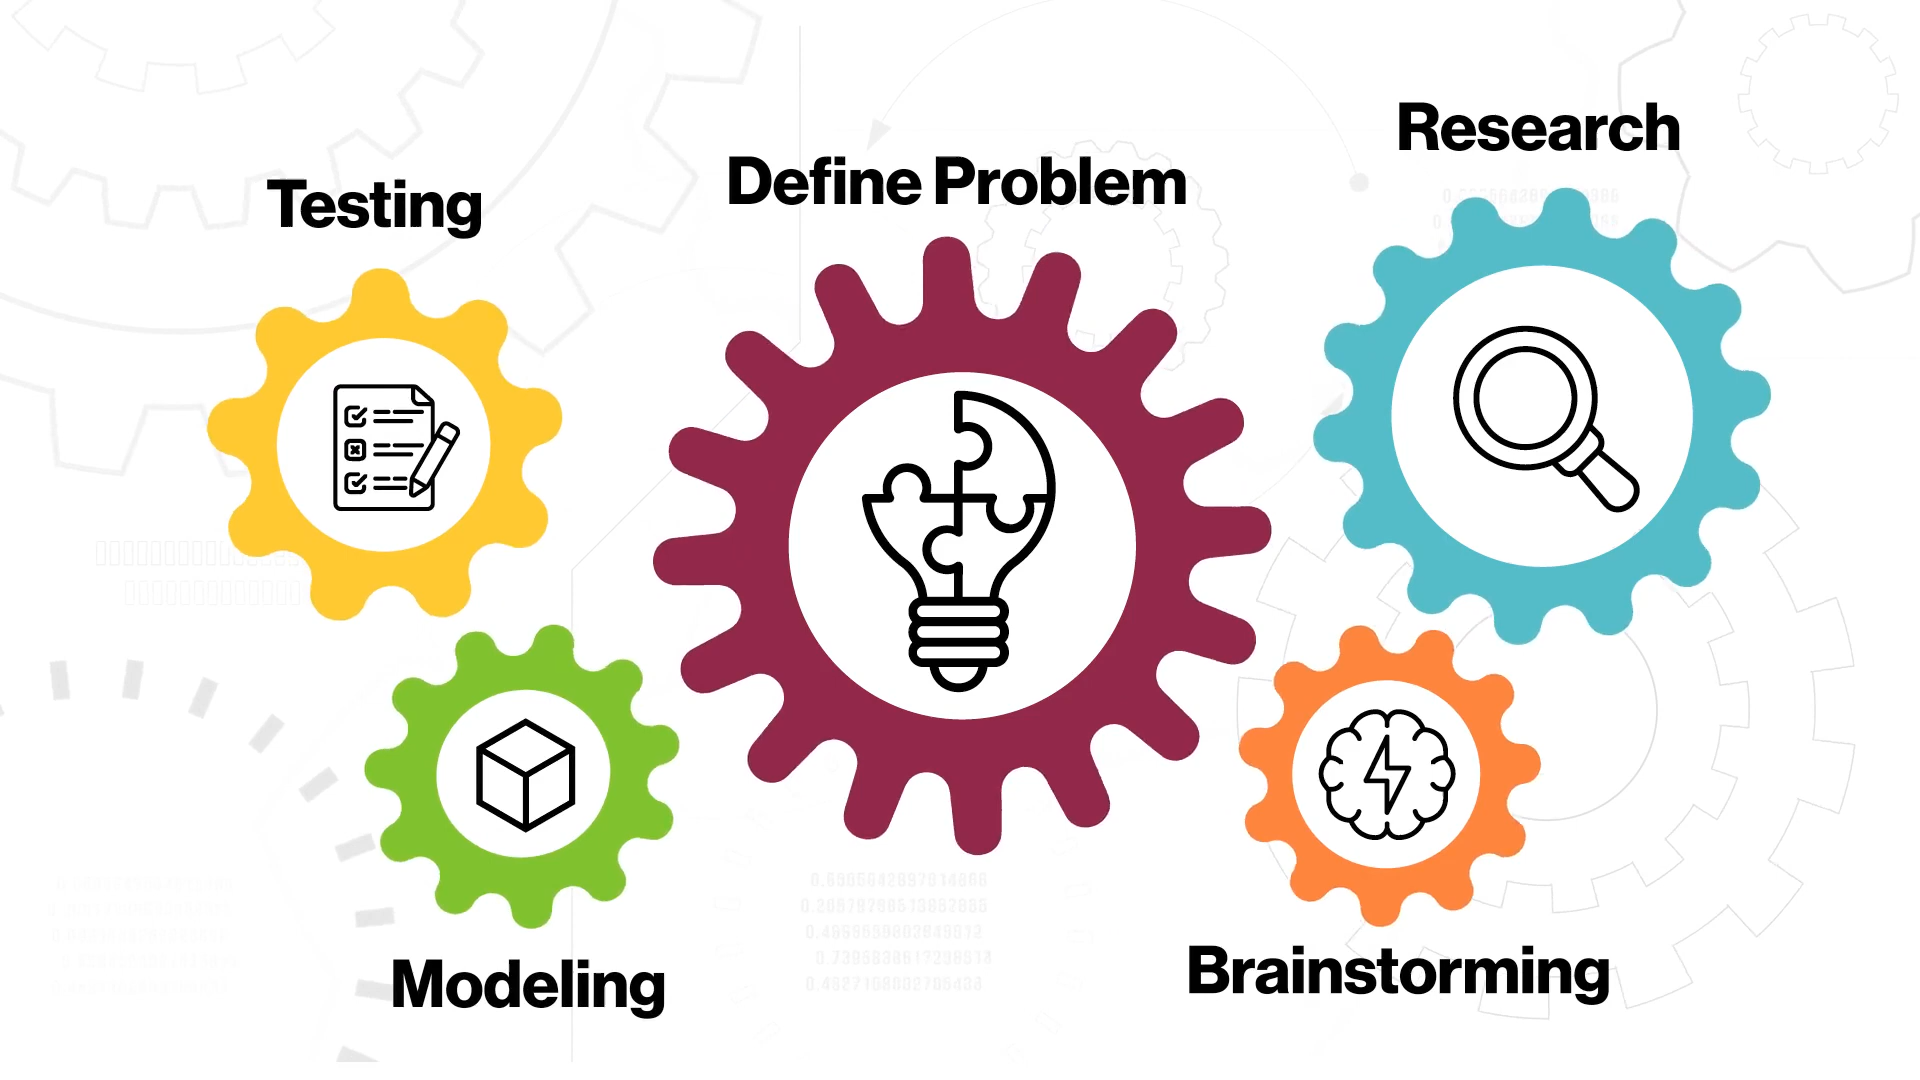 Research
Define Problem
Testing
Modeling
Brainstorming